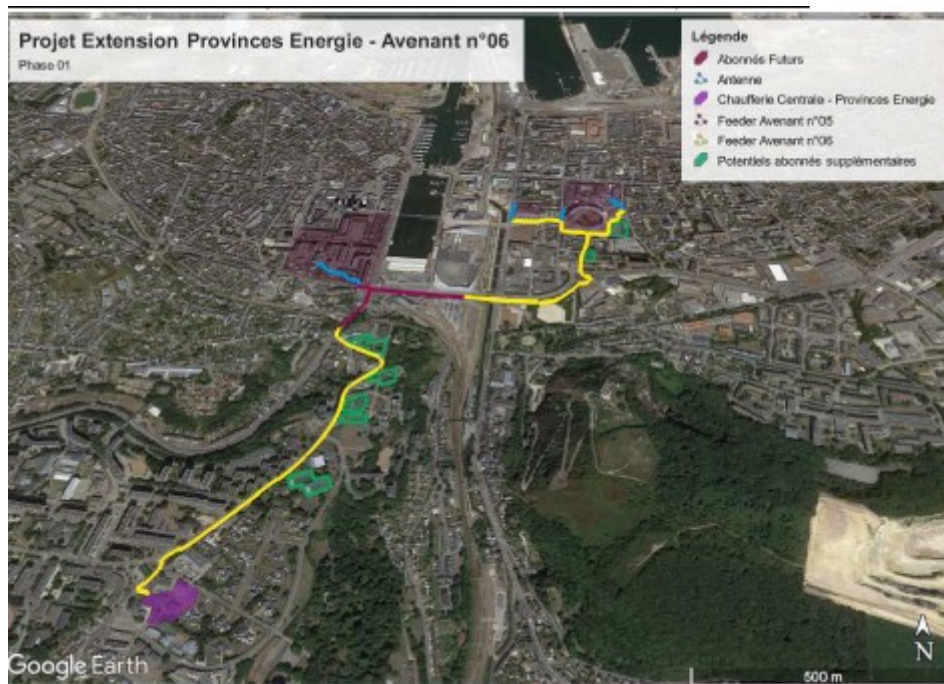 Projet Extension Provinces Energie - Avenant n°06
Phase 01
Légende
Abonnés Futurs
Antenne
Chaufferie Centrale - Provinces Energie
Feeder Avenant n°05
Feeder Avenant n°06
Potentiels abonnés supplémentaires
N
Google Earth
500 m